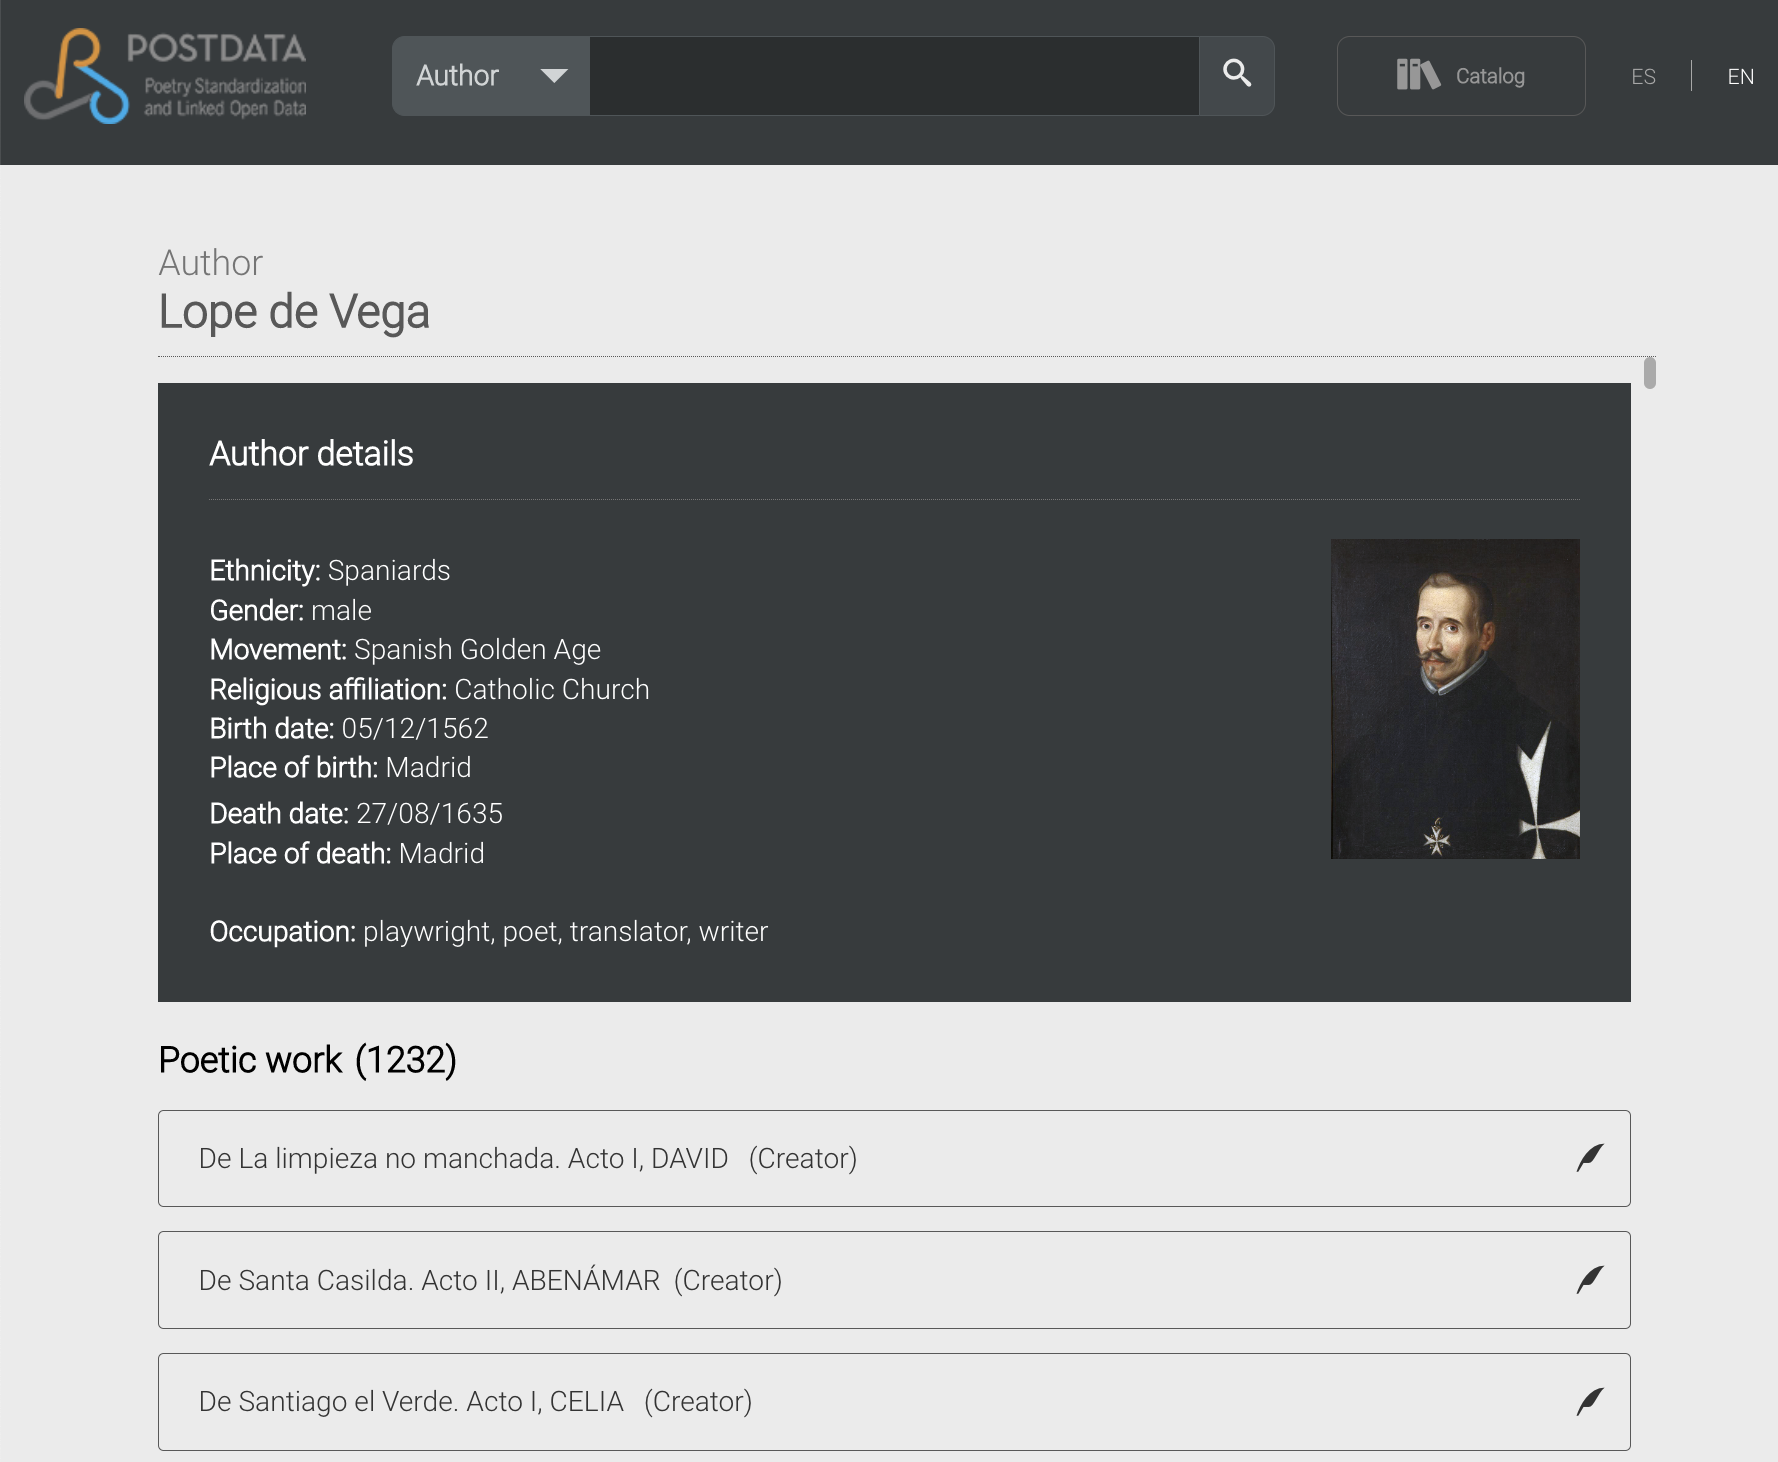 POSTDATA
Poetry Standardization
and Linked Open Data
Author
Catalog
ES
EN
Author
Lope de Vega
Author details
Ethnicity: Spaniards
Gender: male
Movement: Spanish Golden Age
Religious affiliation: Catholic Church
Birth date: 05/12/1562
Place of birth: Madrid
Death date: 27/08/1635
Place of death: Madrid
Occupation: playwright, poet, translator, writer
Poetic work (1232)
De La limpieza no manchada. Acto I, DAVID (Creator)
De Santa Casilda. Acto II, ABENÁMAR (Creator)
De Santiago el Verde. Acto I, CELIA (Creator)